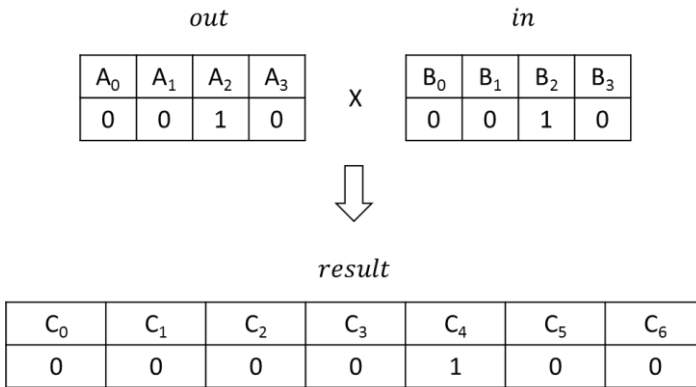 out in
A₀ A₁ A₂ A₃ B₀ B₁ B₂ B₃
0 0 1 0 X 0 0 1 0
result
C₀ C₁ C₂ C₃ C₄ C₅ C₆
0 0 0 0 1 0 0